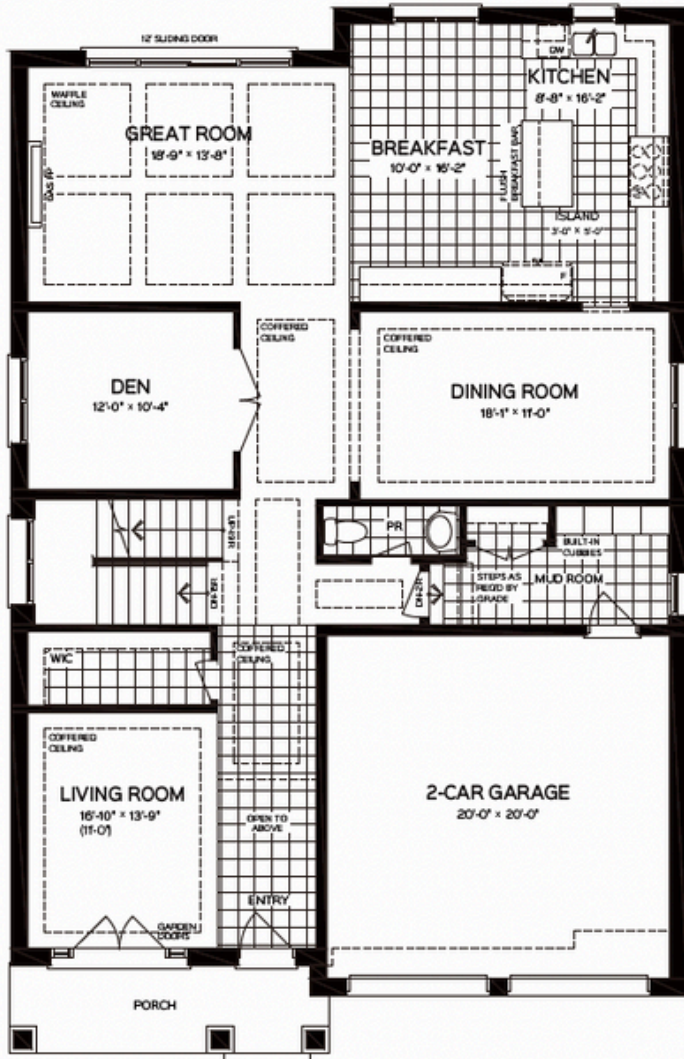 12' SLIDING DOOR
WAFFLE
CEILING
GREAT ROOM
18'-9" × 13'-8"
GAS FP
DW
KITCHEN
8'-8" × 16'-2"
BREAKFAST
10'-0" × 16'-2"
FLUSH
BREAKFAST BAR
ISLAND
3'-0" × 5'-0"
F
DEN
12'-0" × 10'-4"
COFFERED
CEILING
COFFERED
CEILING
DINING ROOM
18'-1" × 11'-0"
UP-19R
PR
DN-15R
DN-2R
STEPS AS
REQ'D BY
GRADE
BUILT-IN
CUBBIES
MUD ROOM
WIC
COFFERED
CEILING
COFFERED
CEILING
LIVING ROOM
16'-10" × 13'-9"
(11'-0")
OPEN TO
ABOVE
2-CAR GARAGE
20'-0" × 20'-0"
ENTRY
GARDEN
DOORS
PORCH